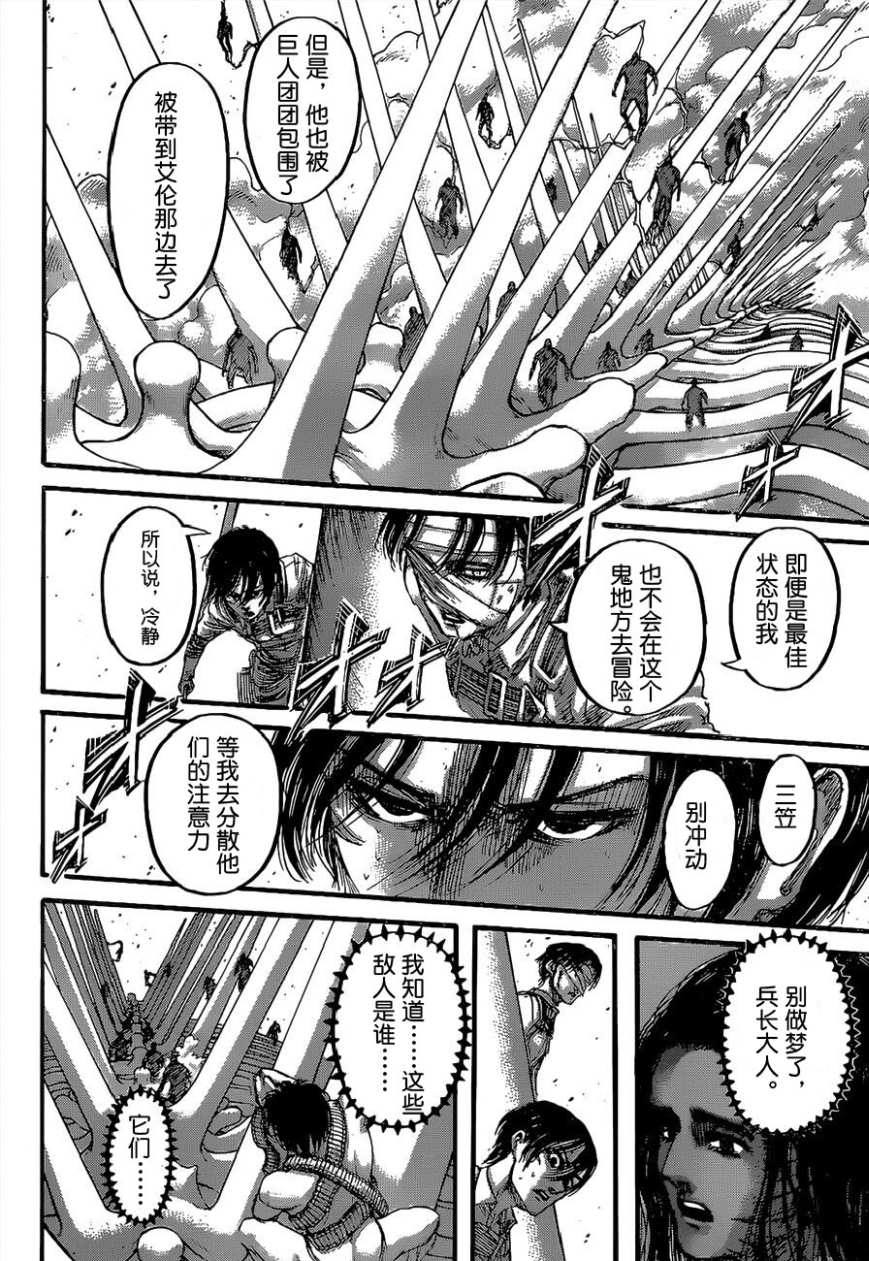 但是，他也被
巨人团团包围了
被带到艾伦那边去了
即便是最佳
状态的我
也不会在这个
鬼地方去冒险。
所以说，冷静
三笠
别冲动
等我去分散他
们的注意力
别做梦了，
兵长大人。
我知道……这些
敌人是谁……
它们……